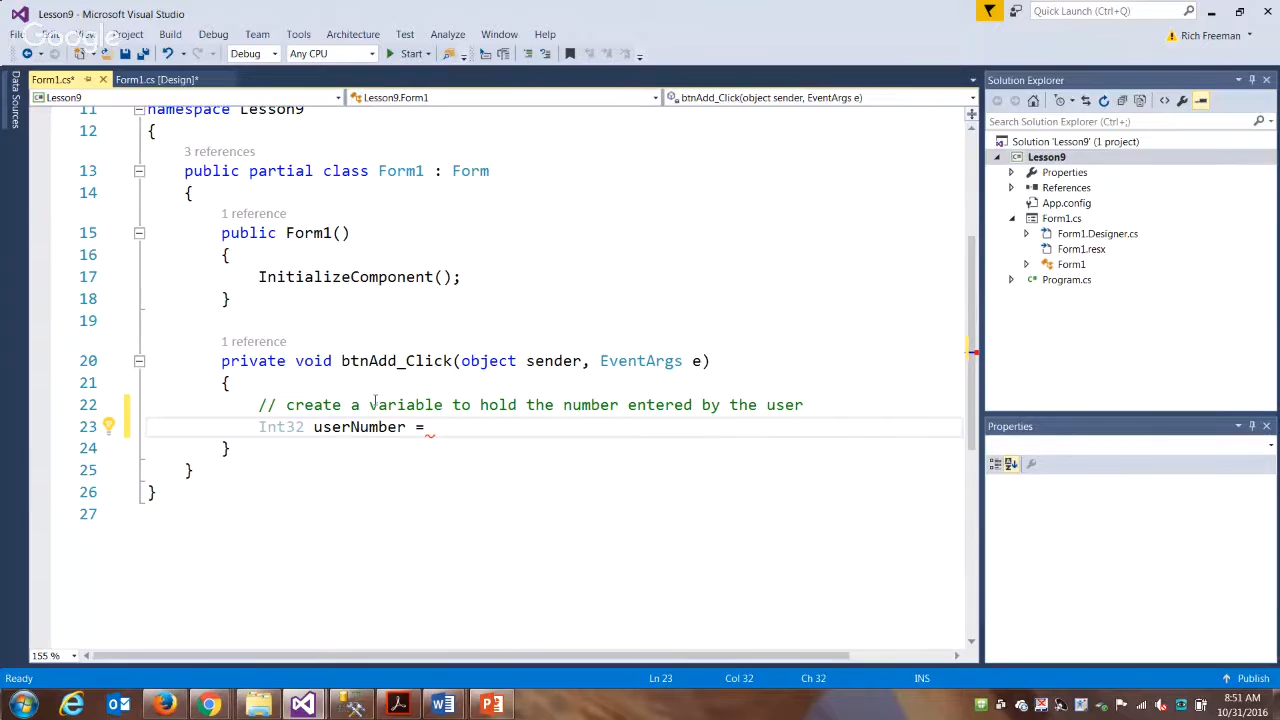 Lesson9 - Microsoft Visual Studio
Quick Launch (Ctrl+Q)
Google
Project Build Debug Team Tools Architecture Test Analyze Window Help
Rich Freeman
Debug Any CPU Start
Form1.cs* Form1.cs [Design]*
Data Sources
Lesson9 Lesson9.Form1 btnAdd_Click(object sender, EventArgs e)
11 namespace Lesson9
12 {
3 references
13 public partial class Form1 : Form
14 {
1 reference
15 public Form1()
16 {
17 InitializeComponent();
18 }
19
1 reference
20 private void btnAdd_Click(object sender, EventArgs e)
21 {
22 // create a variable to hold the number entered by the user
23 Int32 userNumber =
24 }
25 }
26 }
27
155 %
Solution Explorer
Search Solution Explorer (Ctrl+;)
Solution 'Lesson9' (1 project)
Lesson9
Properties
References
App.config
Form1.cs
Form1.Designer.cs
Form1.resx
Form1
Program.cs
Properties
Ready Ln 23 Col 32 Ch 32 INS Publish
8:51 AM
10/31/2016